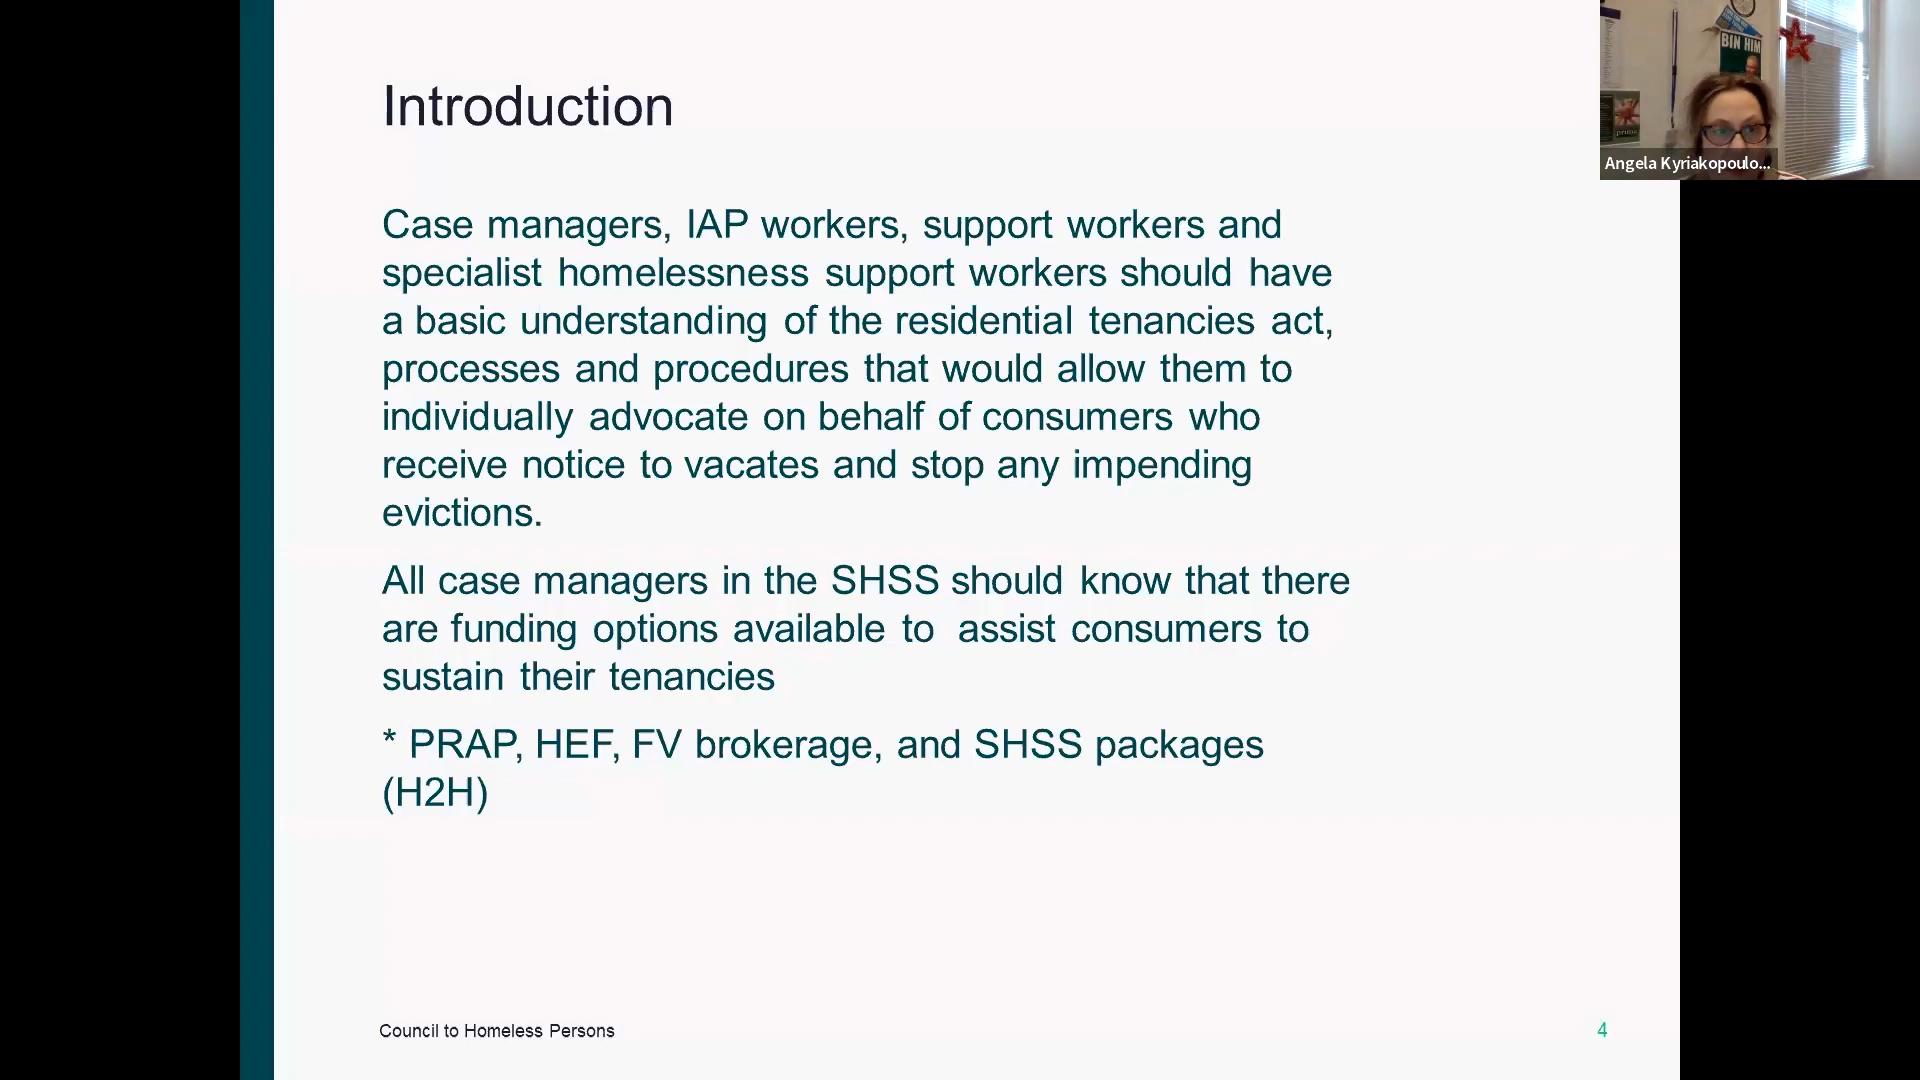 Introduction
Case managers, IAP workers, support workers and
specialist homelessness support workers should have
a basic understanding of the residential tenancies act,
processes and procedures that would allow them to
individually advocate on behalf of consumers who
receive notice to vacates and stop any impending
evictions.
All case managers in the SHSS should know that there
are funding options available to  assist consumers to
sustain their tenancies
* PRAP, HEF, FV brokerage, and SHSS packages
(H2H)
Council to Homeless Persons
4
BIN HIM
Angela Kyriakopoulo...